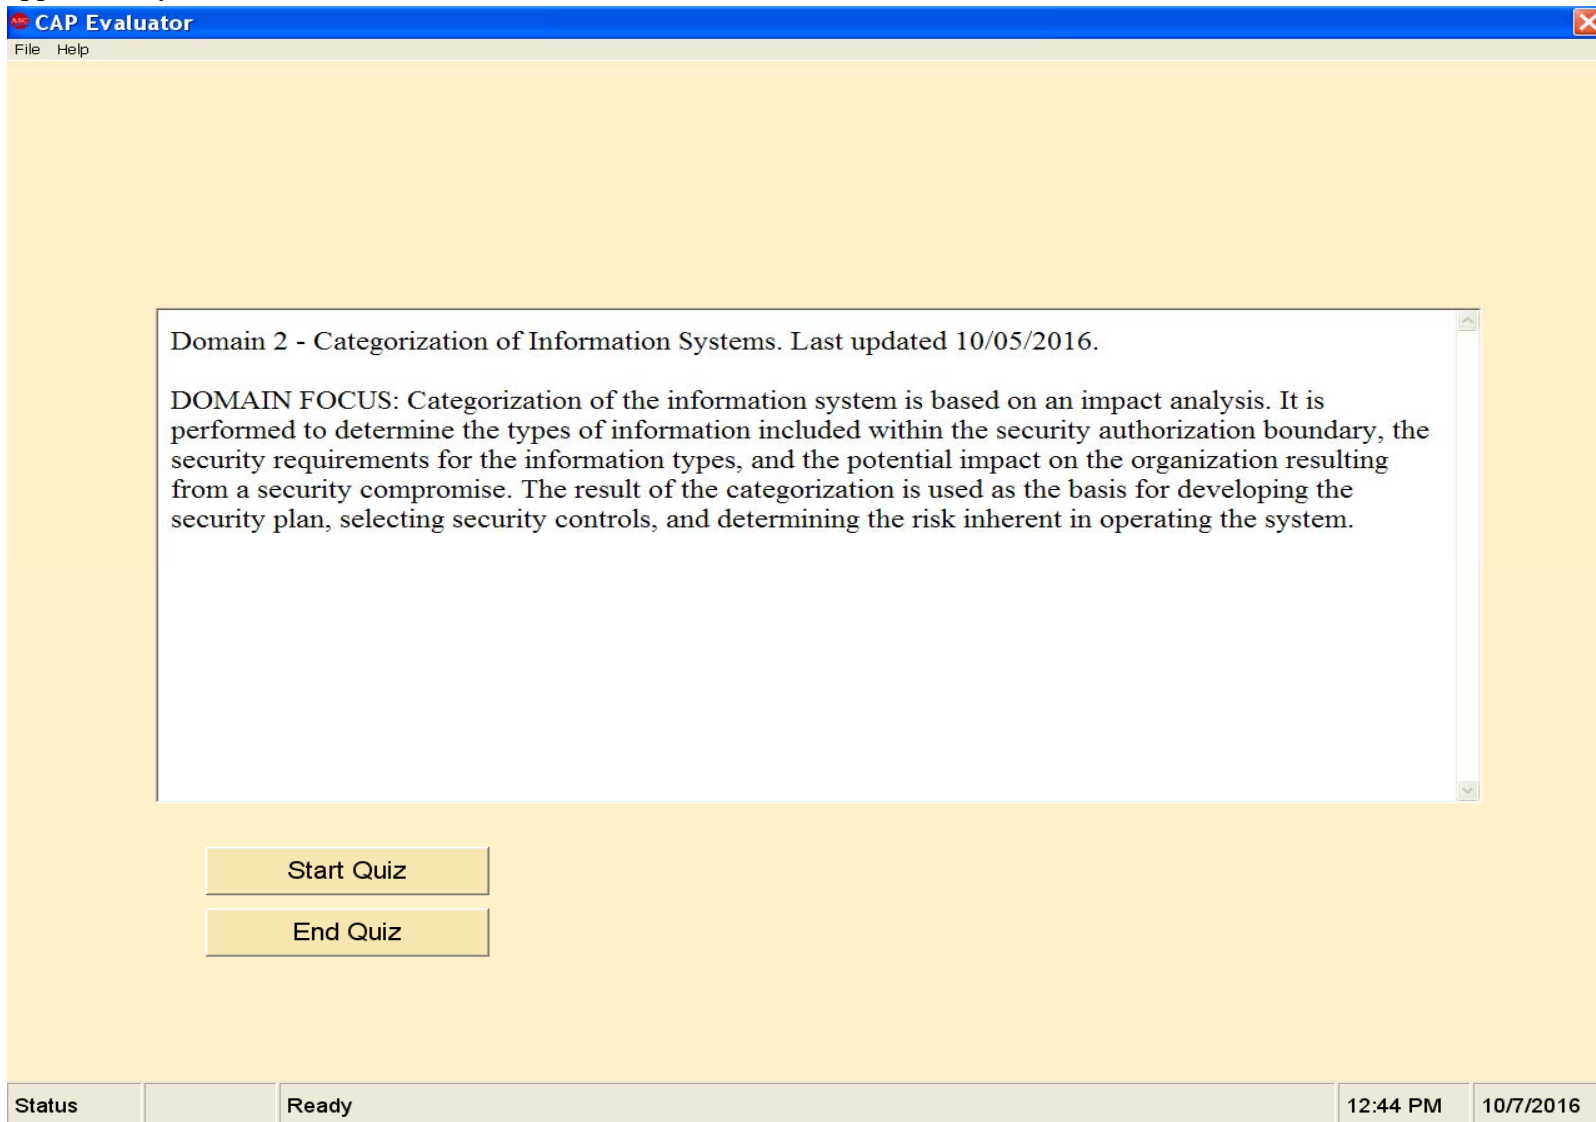 CAP Evaluator
File Help
Domain 2 - Categorization of Information Systems. Last updated 10/05/2016.
DOMAIN FOCUS: Categorization of the information system is based on an impact analysis. It is
performed to determine the types of information included within the security authorization boundary, the
security requirements for the information types, and the potential impact on the organization resulting
from a security compromise. The result of the categorization is used as the basis for developing the
security plan, selecting security controls, and determining the risk inherent in operating the system.
Start Quiz
End Quiz
Status Ready 12:44 PM 10/7/2016